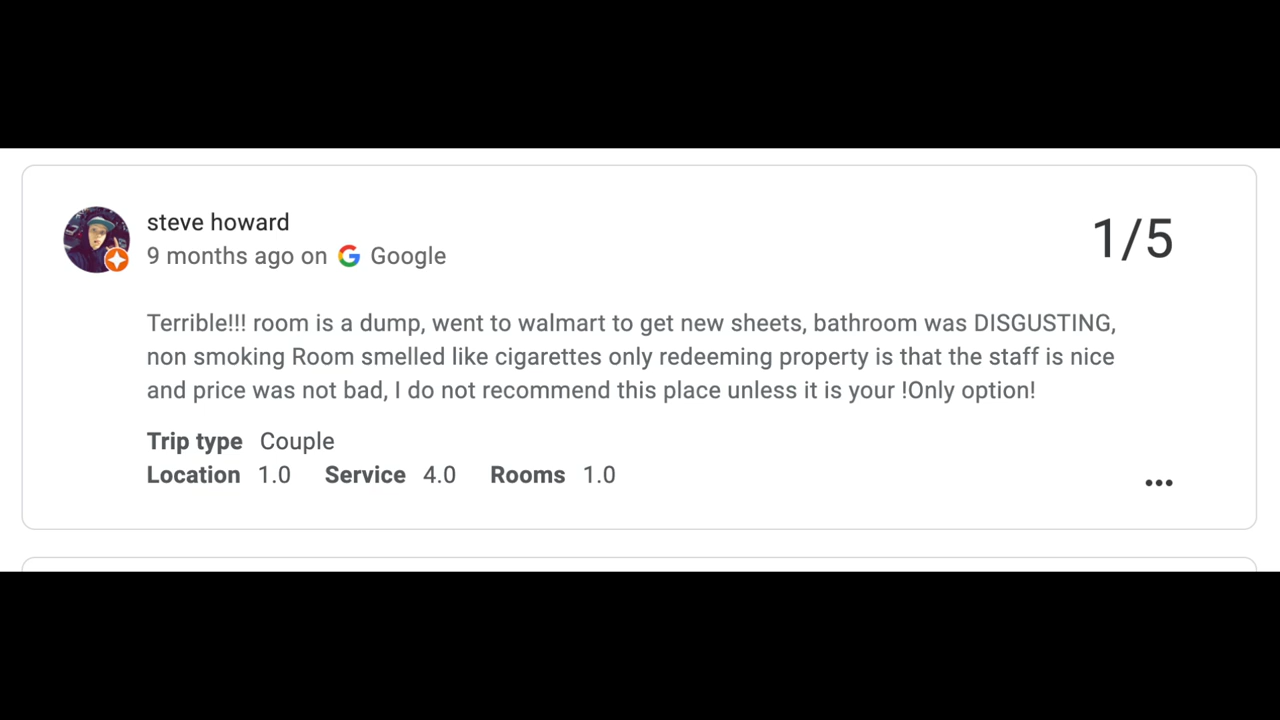 steve howard
9 months ago on Google
1/5
Terrible!!! room is a dump, went to walmart to get new sheets, bathroom was DISGUSTING,
non smoking Room smelled like cigarettes only redeeming property is that the staff is nice
and price was not bad, I do not recommend this place unless it is your !Only option!
Trip type Couple
Location 1.0 Service 4.0 Rooms 1.0